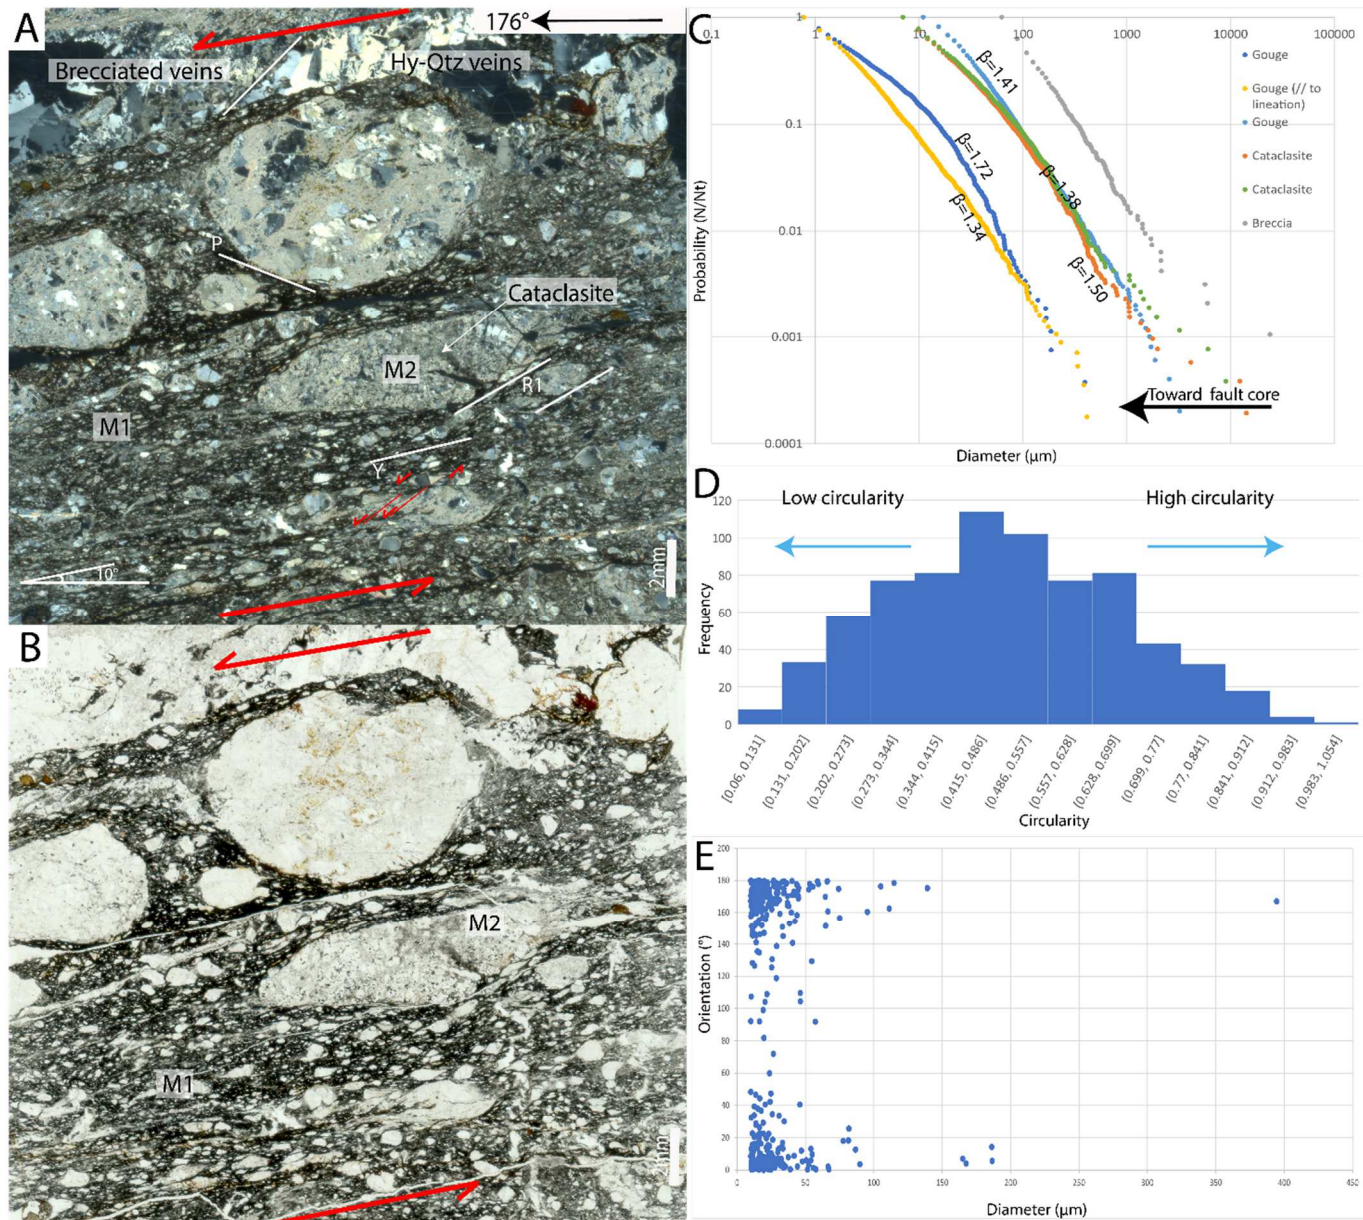 A
176°
Brecciated veins
Hy-Qtz veins
P
Cataclasite
M2
R1
M1
Y
10°
2mm
B
M2
M1
2mm
C
0.1
1
10
100
1000
10000
100000
1
0.1
0.01
0.001
0.0001
Probability (N/Nt)
Diameter (µm)
β=1.41
β=1.72
β=1.38
β=1.34
β=1.50
Gouge
Gouge (// to
lineation)
Gouge
Cataclasite
Cataclasite
Breccia
Toward fault core
D
Low circularity
High circularity
120
100
80
60
40
20
0
Frequency
[0.06, 0.131]
[0.131, 0.202]
[0.202, 0.273]
[0.273, 0.344]
[0.344, 0.415]
[0.415, 0.486]
[0.486, 0.557]
[0.557, 0.628]
[0.628, 0.699]
[0.699, 0.77]
[0.77, 0.841]
[0.841, 0.912]
[0.912, 0.983]
[0.983, 1.054]
Circularity
E
200
180
160
140
120
100
80
60
40
20
0
Orientation (°)
0
50
100
150
200
250
300
350
400
450
Diameter (µm)